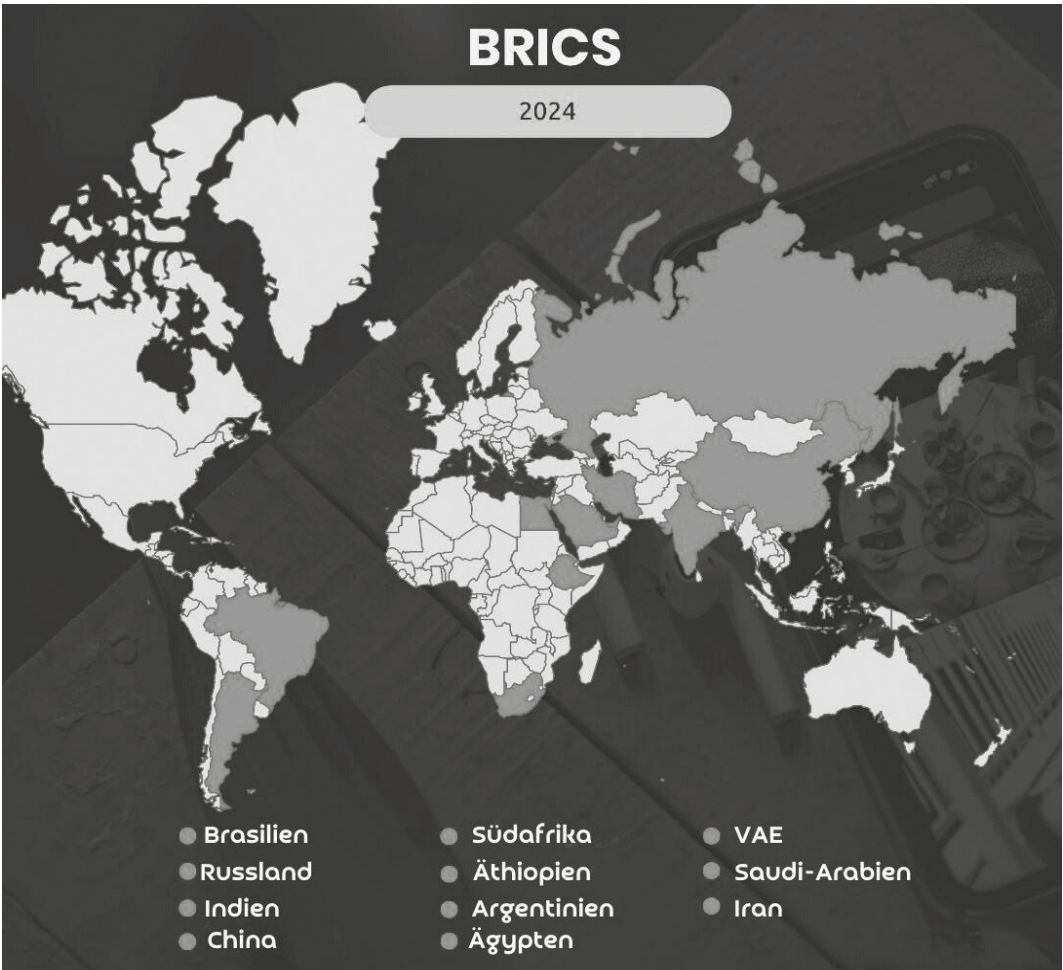 BRICS
2024
Brasilien
Russland
Indien
China
Südafrika
Äthiopien
Argentinien
Ägypten
VAE
Saudi-Arabien
Iran